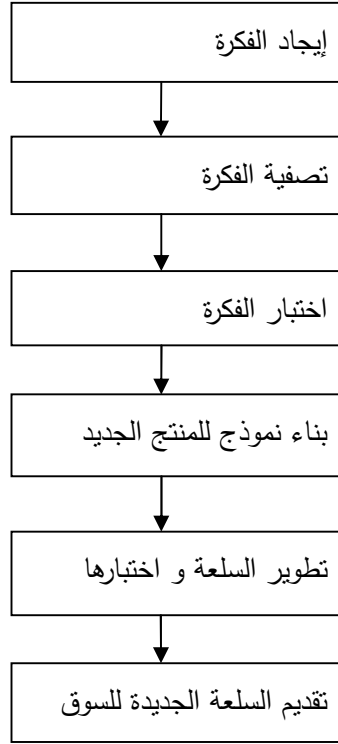 إيجاد الفكرة
تصفية الفكرة
اختبار الفكرة
بناء نموذج للمنتج الجديد
تطوير السلعة و اختبارها
تقديم السلعة الجديدة للسوق